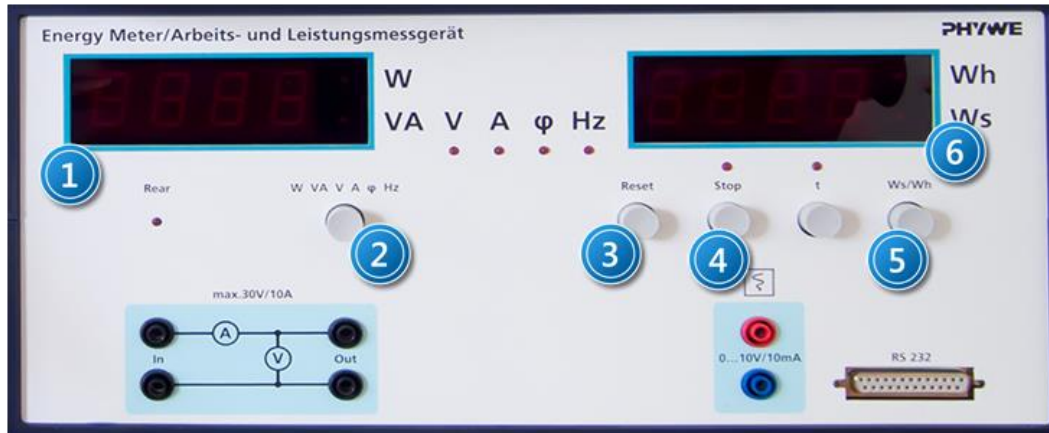 Energy Meter/Arbeits- und Leistungsmessgerät
PHYWE
W
VA V A φ Hz
Wh
Ws
1
6
Rear
W VA V A φ Hz
Reset
Stop
t
Ws/Wh
2
3
4
5
max.30V/10A
A
In
V
Out
0...10V/10mA
RS 232